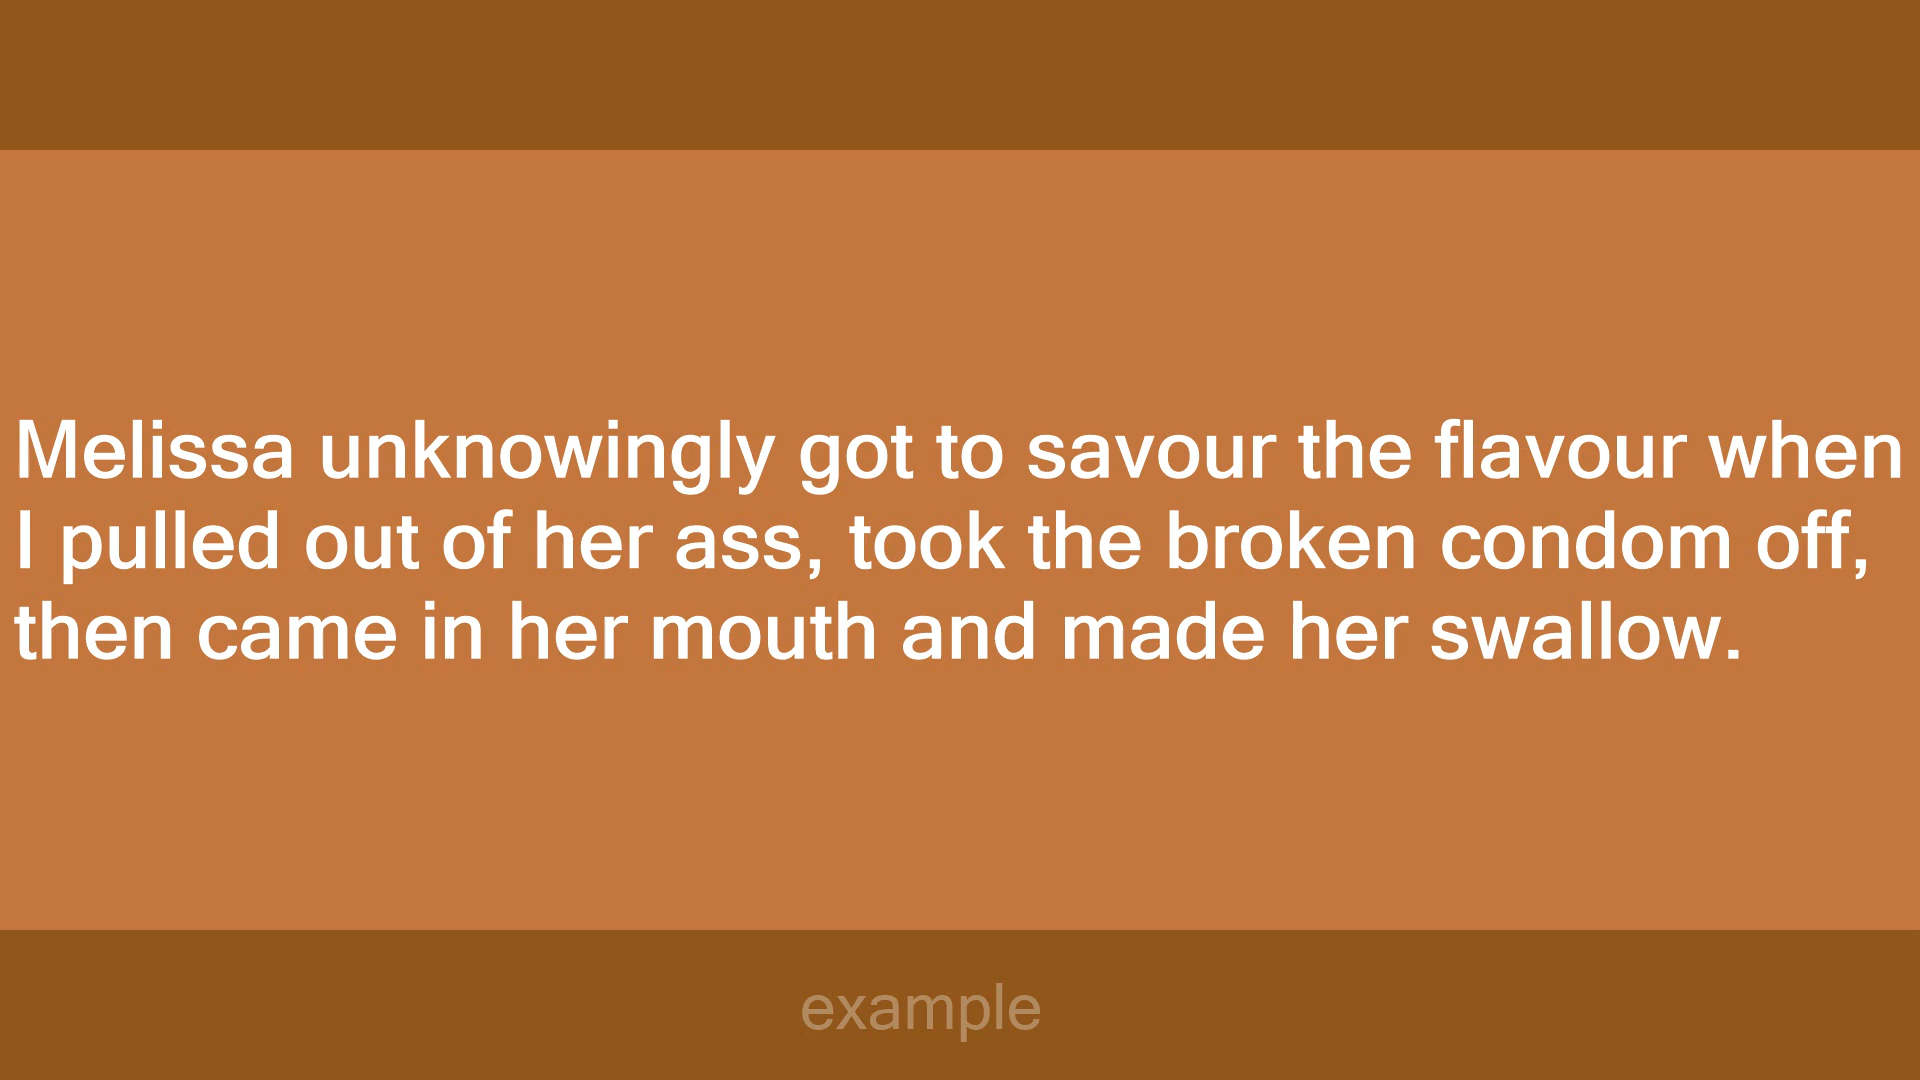 Melissa unknowingly got to savour the flavour when
I pulled out of her ass, took the broken condom off,
then came in her mouth and made her swallow.
example